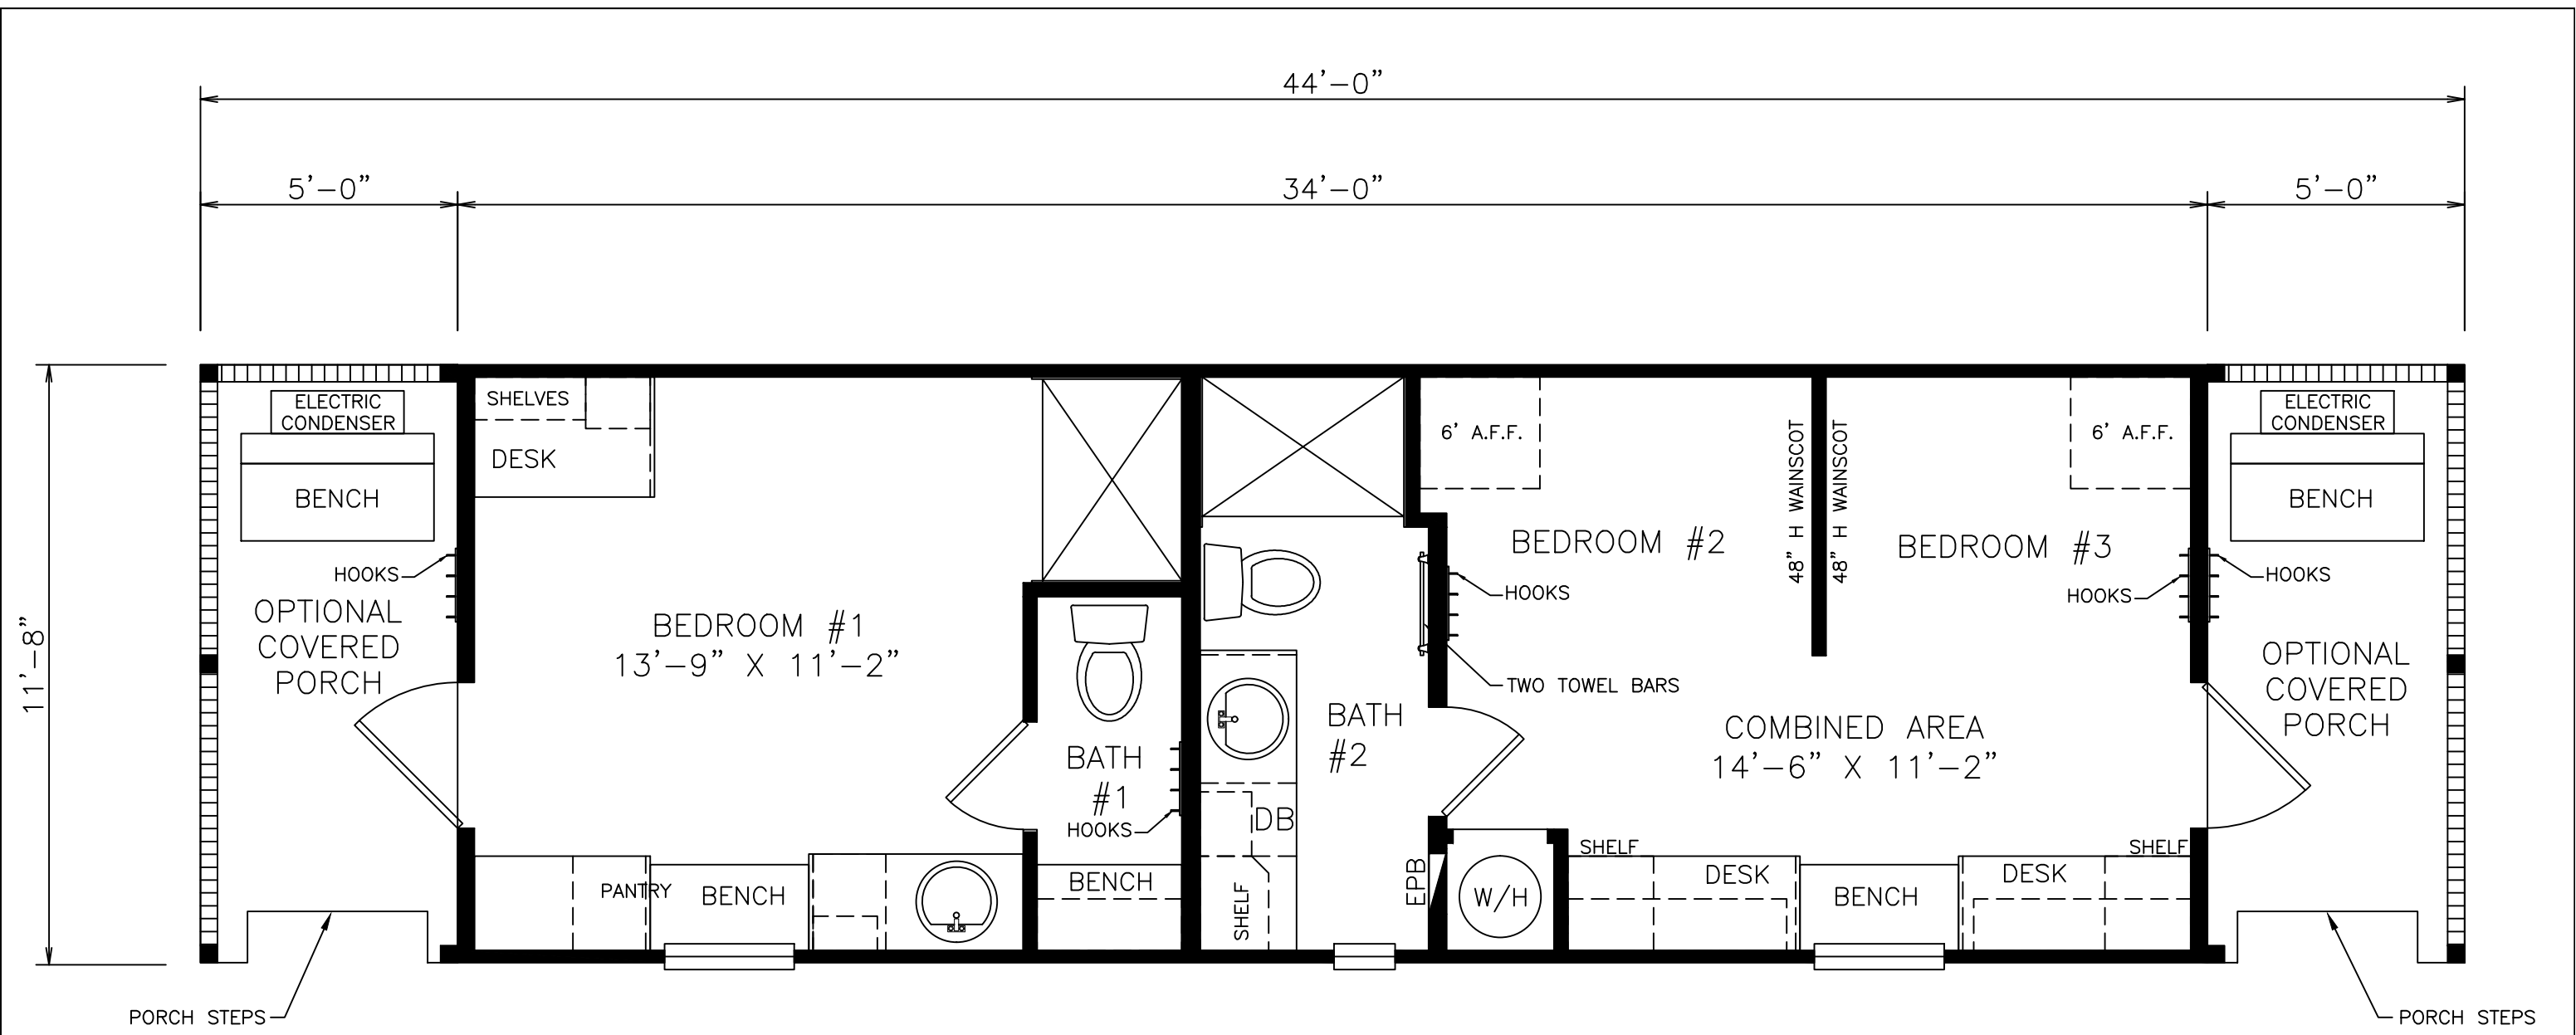 44'-0"
5'-0"
34'-0"
5'-0"
11'-8"
ELECTRIC
CONDENSER
BENCH
HOOKS
OPTIONAL
COVERED
PORCH
PORCH STEPS
SHELVES
DESK
BEDROOM #1
13'-9" X 11'-2"
PANTRY
BENCH
BATH
#1
HOOKS
BENCH
BATH
#2
DB
SHELF
EPB
W/H
6' A.F.F.
BEDROOM #2
HOOKS
TWO TOWEL BARS
48" H WAINSCOT
48" H WAINSCOT
6' A.F.F.
BEDROOM #3
HOOKS
COMBINED AREA
14'-6" X 11'-2"
SHELF
DESK
BENCH
DESK
SHELF
ELECTRIC
CONDENSER
BENCH
HOOKS
OPTIONAL
COVERED
PORCH
PORCH STEPS